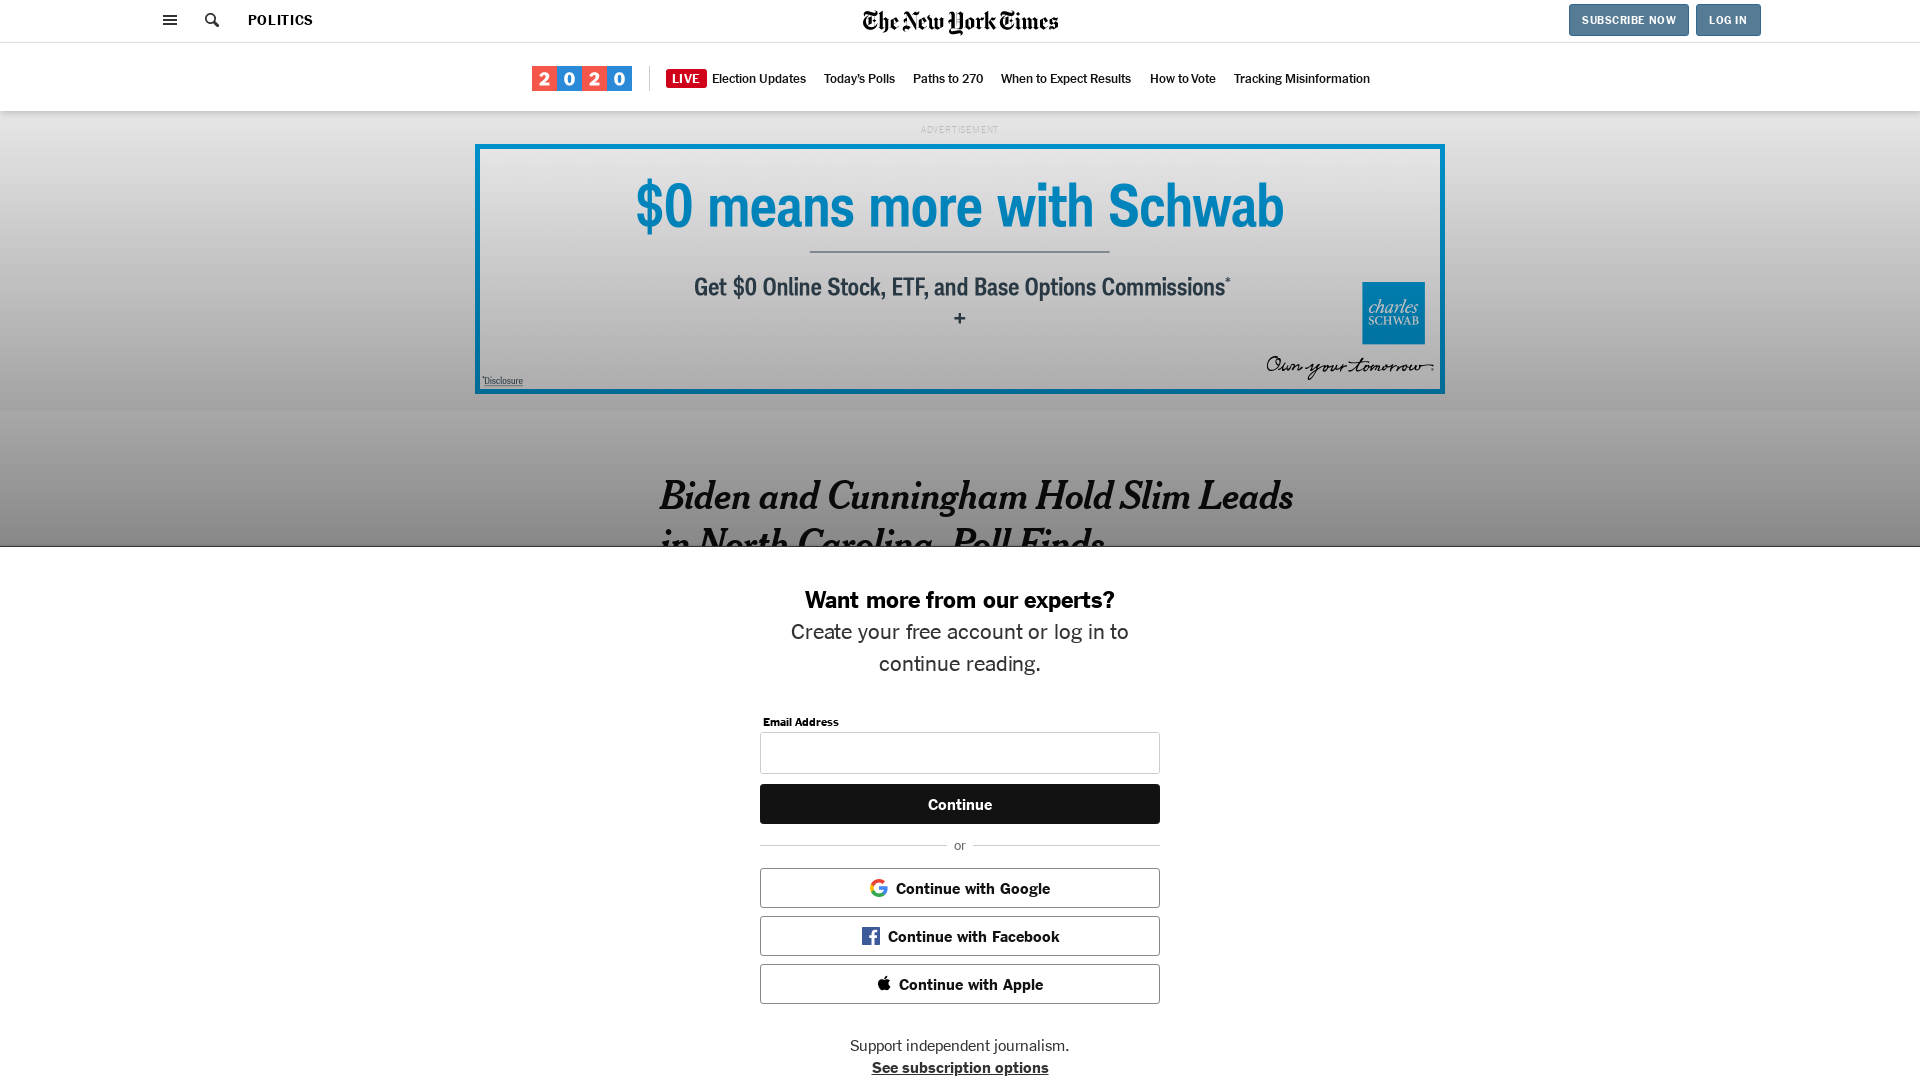 POLITICS
The New York Times
SUBSCRIBE NOW
LOG IN
2020
LIVE Election Updates
Today's Polls
Paths to 270
When to Expect Results
How to Vote
Tracking Misinformation
ADVERTISEMENT
$0 means more with Schwab
Get $0 Online Stock, ETF, and Base Options Commissions*
+
charles
SCHWAB
Own your tomorrow
*Disclosure
Biden and Cunningham Hold Slim Leads
in North Carolina, Poll Finds
Want more from our experts?
Create your free account or log in to
continue reading.
Email Address
Continue
or
Continue with Google
Continue with Facebook
Continue with Apple
Support independent journalism.
See subscription options